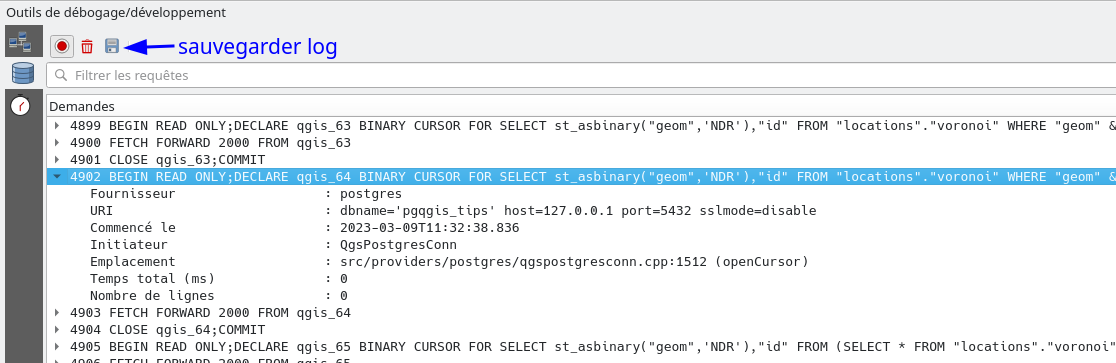 Outils de débogage/développement
sauvegarder log
Filtrer les requêtes
Demandes
4899 BEGIN READ ONLY;DECLARE qgis_63 BINARY CURSOR FOR SELECT st_asbinary("geom",'NDR'),"id" FROM "locations"."voronoi" WHERE "geom" &
4900 FETCH FORWARD 2000 FROM qgis_63
4901 CLOSE qgis_63;COMMIT
4902 BEGIN READ ONLY;DECLARE qgis_64 BINARY CURSOR FOR SELECT st_asbinary("geom",'NDR'),"id" FROM "locations"."voronoi" WHERE "geom" &
Fournisseur : postgres
URI : dbname='pgqgis_tips' host=127.0.0.1 port=5432 sslmode=disable
Commencé le : 2023-03-09T11:32:38.836
Initiateur : QgsPostgresConn
Emplacement : src/providers/postgres/qgspostgresconn.cpp:1512 (openCursor)
Temps total (ms) : 0
Nombre de lignes : 0
4903 FETCH FORWARD 2000 FROM qgis_64
4904 CLOSE qgis_64;COMMIT
4905 BEGIN READ ONLY;DECLARE qgis_65 BINARY CURSOR FOR SELECT st_asbinary("geom",'NDR'),"id" FROM (SELECT * FROM "locations"."voronoi"
4906 FETCH FORWARD 2000 FROM qgis_65